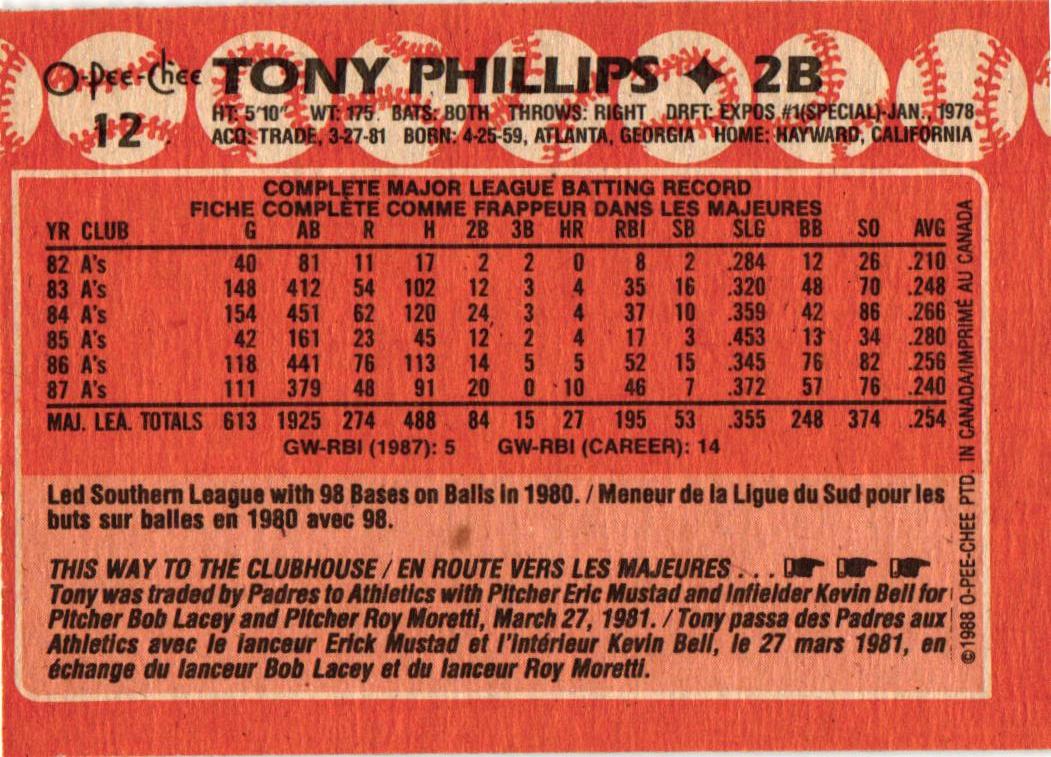 O-Pee-Chee TONY PHILLIPS ✦ 2B
12
HT: 5'10" WT: 175 BATS: BOTH THROWS: RIGHT DRFT: EXPOS #1(SPECIAL)-JAN., 1978
ACQ: TRADE, 3-27-81 BORN: 4-25-59, ATLANTA, GEORGIA HOME: HAYWARD, CALIFORNIA
COMPLETE MAJOR LEAGUE BATTING RECORD
FICHE COMPLÈTE COMME FRAPPEUR DANS LES MAJEURES
YR CLUB G AB R H 2B 3B HR RBI SB SLG BB SO AVG
82 A's 40 81 11 17 2 2 0 8 2 .284 12 26 .210
83 A's 148 412 54 102 12 3 4 35 16 .320 48 70 .248
84 A's 154 451 62 120 24 3 4 37 10 .359 42 86 .266
85 A's 42 161 23 45 12 2 4 17 3 .453 13 34 .280
86 A's 118 441 76 113 14 5 5 52 15 .345 76 82 .256
87 A's 111 379 48 91 20 0 10 46 7 .372 57 76 .240
MAJ. LEA. TOTALS 613 1925 274 488 84 15 27 195 53 .355 248 374 .254
GW-RBI (1987): 5 GW-RBI (CAREER): 14
Led Southern League with 98 Bases on Balls in 1980. / Meneur de la Ligue du Sud pour les
buts sur balles en 1980 avec 98.
THIS WAY TO THE CLUBHOUSE / EN ROUTE VERS LES MAJEURES . . .
Tony was traded by Padres to Athletics with Pitcher Eric Mustad and Infielder Kevin Bell for
Pitcher Bob Lacey and Pitcher Roy Moretti, March 27, 1981. / Tony passa des Padres aux
Athletics avec le lanceur Erick Mustad et l'intérieur Kevin Bell, le 27 mars 1981, en
échange du lanceur Bob Lacey et du lanceur Roy Moretti.
©1988 O-PEE-CHEE PTD. IN CANADA/IMPRIMÉ AU CANADA